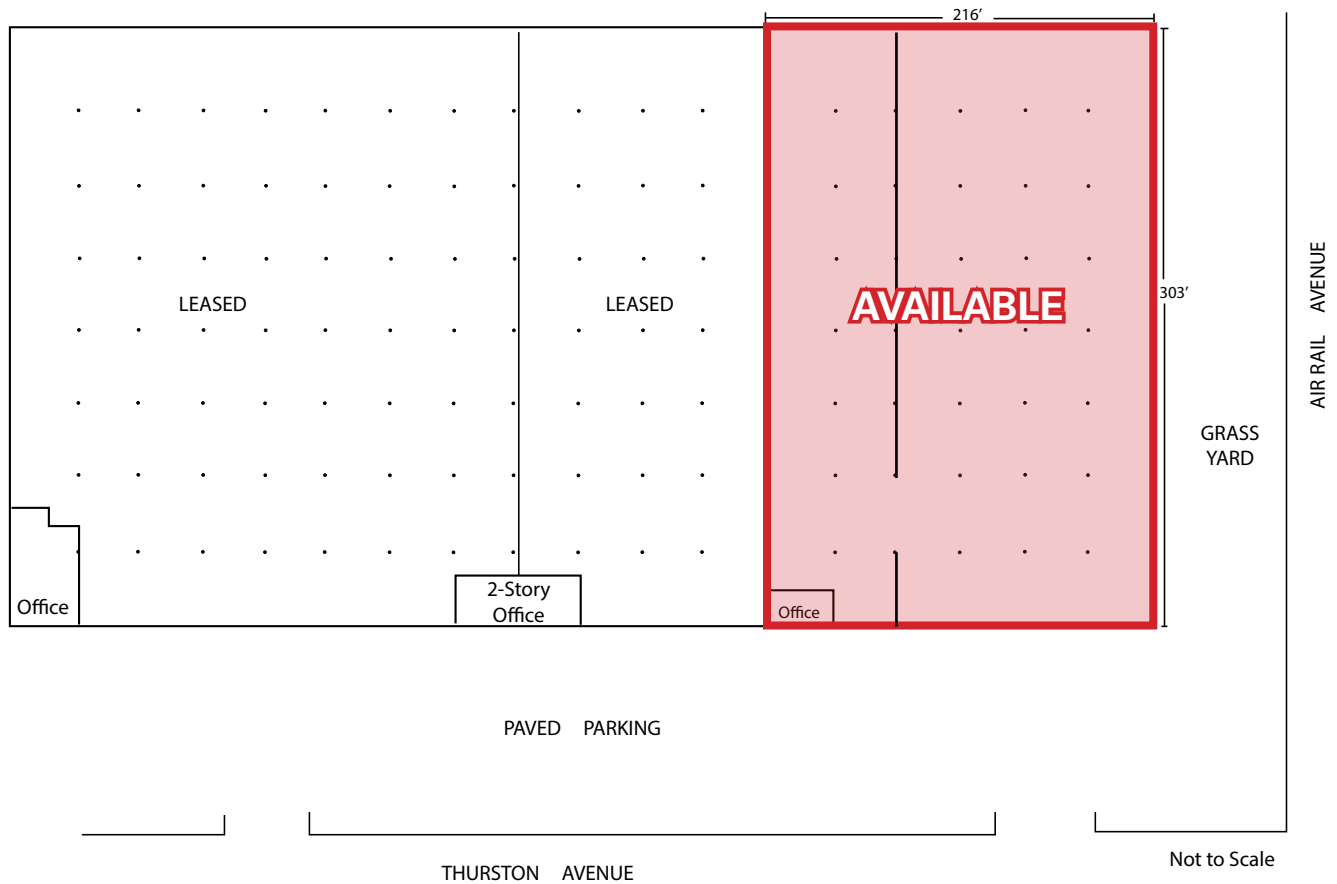 216’
LEASED
LEASED
AVAILABLE
303’
AIR RAIL AVENUE
GRASS
YARD
Office
2-Story
Office
Office
PAVED PARKING
THURSTON AVENUE
Not to Scale